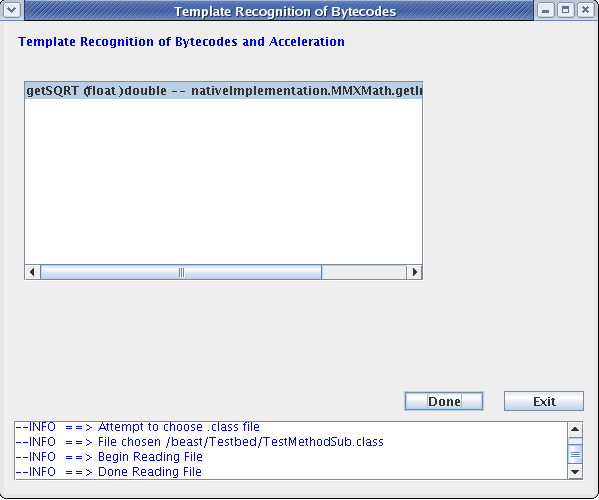 Template Recognition of Bytecodes
Template Recognition of Bytecodes and Acceleration
getSQRT (float )double -- nativeImplementation.MMXMath.getIn
Done
Exit
--INFO ==> Attempt to choose .class file
--INFO ==> File chosen /beast/Testbed/TestMethodSub.class
--INFO ==> Begin Reading File
--INFO ==> Done Reading File